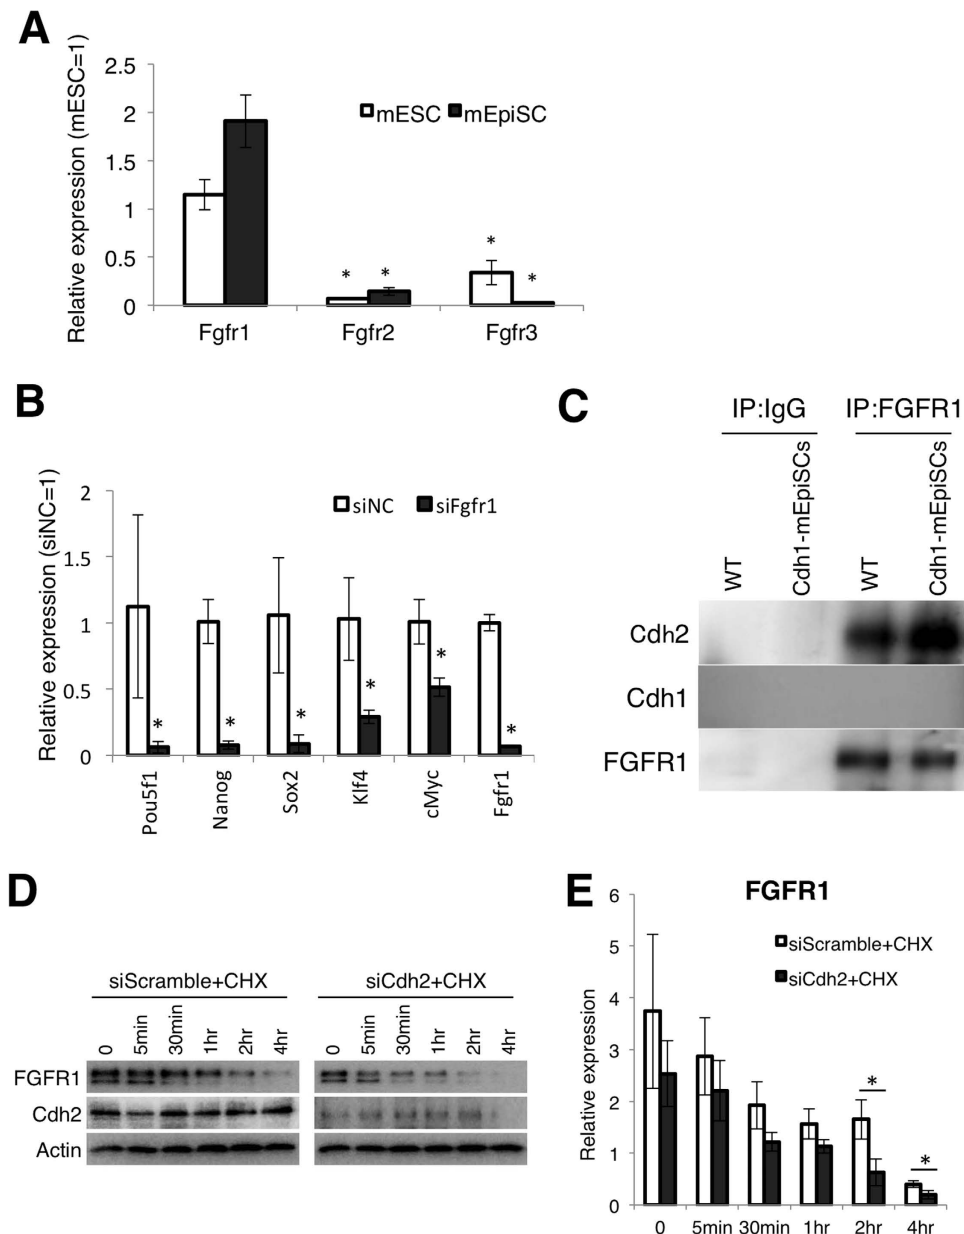 A
Relative expression (mESC=1)
2.5
2
1.5
1
0.5
0
mESC mEpiSC
* * * *
Fgfr1 Fgfr2 Fgfr3
B
Relative expression (siNC=1)
2
1.5
1
0.5
0
siNC siFgfr1
* * * * * *
Pou5f1 Nanog Sox2 Klf4 cMyc Fgfr1
C
IP:IgG IP:FGFR1
WT Cdh1-mEpiSCs WT Cdh1-mEpiSCs
Cdh2
Cdh1
FGFR1
D
siScramble+CHX siCdh2+CHX
0 5min 30min 1hr 2hr 4hr 0 5min 30min 1hr 2hr 4hr
FGFR1
Cdh2
Actin
E
FGFR1
Relative expression
6
5
4
3
2
1
0
siScramble+CHX
siCdh2+CHX
* *
0 5min 30min 1hr 2hr 4hr